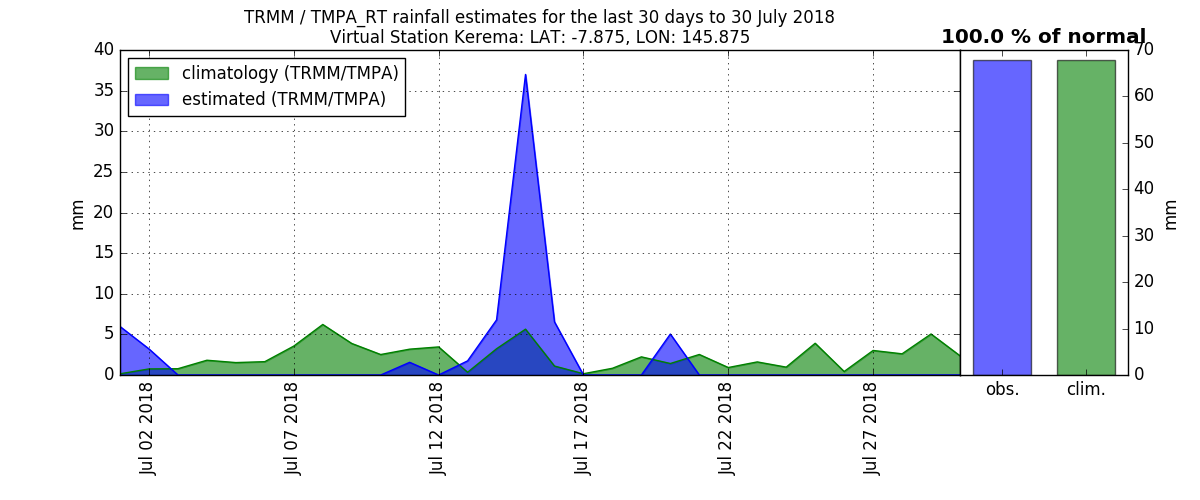 TRMM / TMPA_RT rainfall estimates for the last 30 days to 30 July 2018
Virtual Station Kerema: LAT: -7.875, LON: 145.875
100.0 % of normal
climatology (TRMM/TMPA)
estimated (TRMM/TMPA)
mm
40
35
30
25
20
15
10
5
0
Jul 02 2018
Jul 07 2018
Jul 12 2018
Jul 17 2018
Jul 22 2018
Jul 27 2018
70
60
50
40
30
20
10
0
mm
obs.
clim.